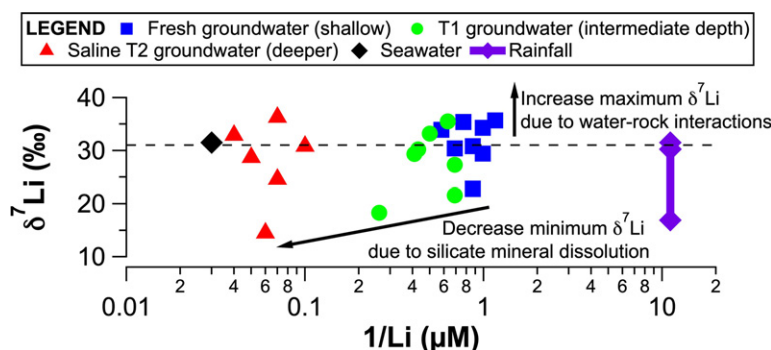 LEGEND Fresh groundwater (shallow) T1 groundwater (intermediate depth)
Saline T2 groundwater (deeper) Seawater Rainfall
40
30
20
10
δ⁷Li (‰)
Increase maximum δ⁷Li
due to water-rock interactions
Decrease minimum δ⁷Li
due to silicate mineral dissolution
0.01 2 4 6 8 0.1 2 4 6 8 1 2 4 6 8 10 2
1/Li (µM)